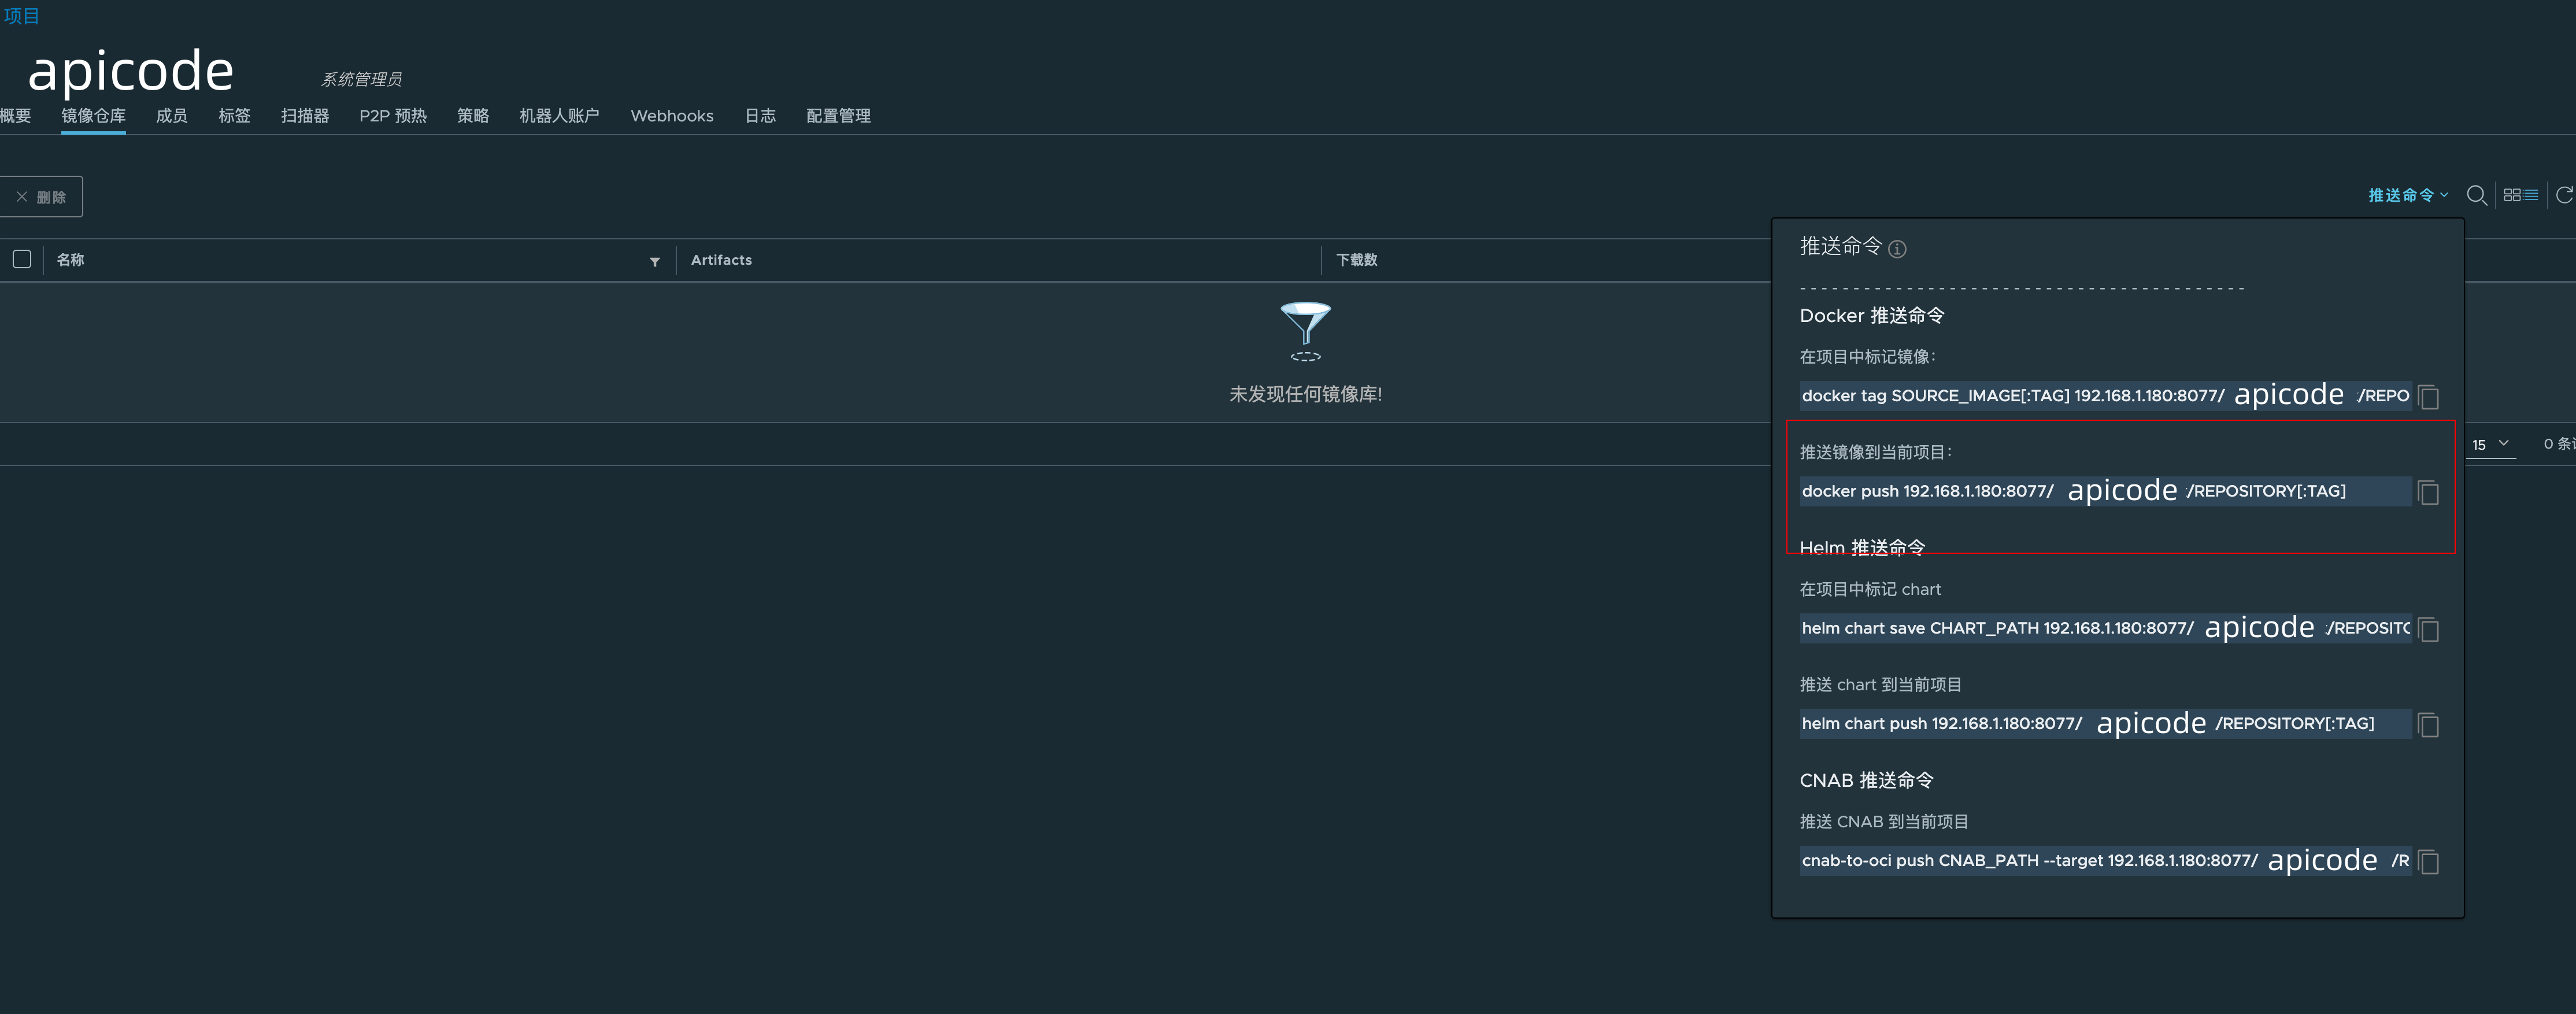 项目
apicode 系统管理员
概要 镜像仓库 成员 标签 扫描器 P2P 预热 策略 机器人账户 Webhooks 日志 配置管理
删除 推送命令
名称 Artifacts 下载数
未发现任何镜像库!
15 0 条
推送命令
Docker 推送命令
在项目中标记镜像:
docker tag SOURCE_IMAGE[:TAG] 192.168.1.180:8077/ apicode /REPO
推送镜像到当前项目:
docker push 192.168.1.180:8077/ apicode /REPOSITORY[:TAG]
Helm 推送命令
在项目中标记 chart
helm chart save CHART_PATH 192.168.1.180:8077/ apicode /REPOSITO
推送 chart 到当前项目
helm chart push 192.168.1.180:8077/ apicode /REPOSITORY[:TAG]
CNAB 推送命令
推送 CNAB 到当前项目
cnab-to-oci push CNAB_PATH --target 192.168.1.180:8077/ apicode /R